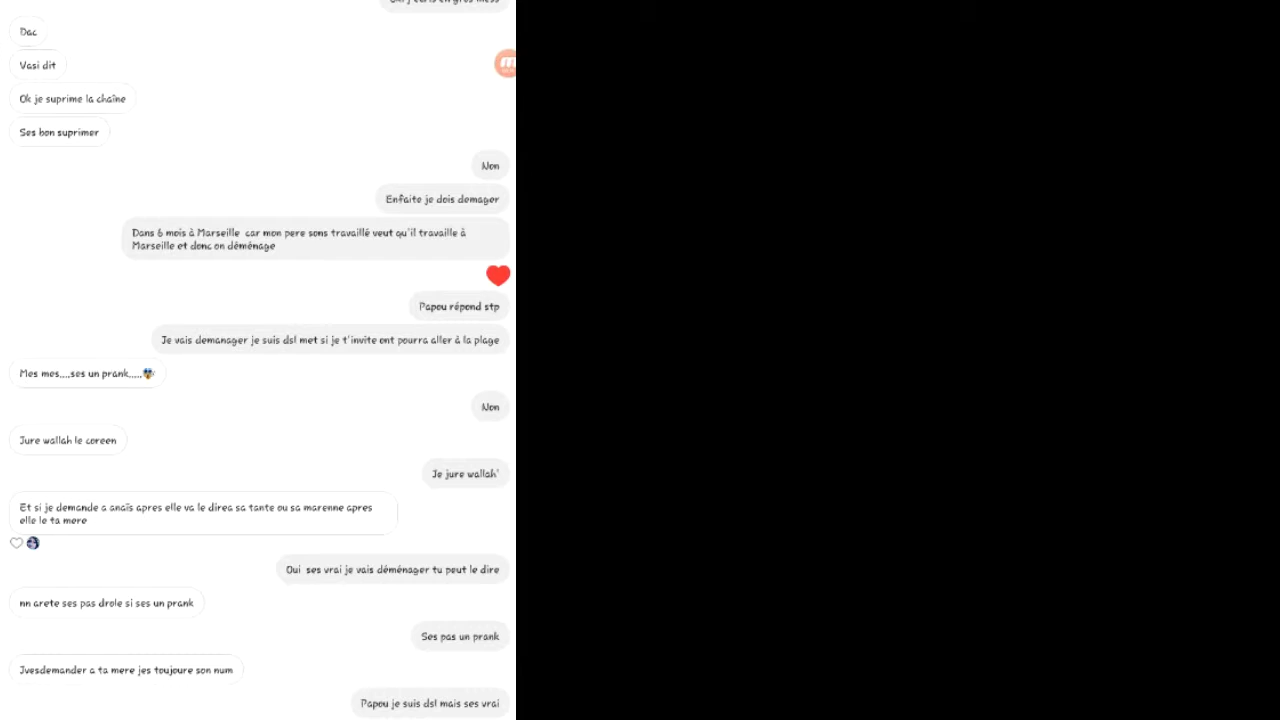 Dac
Vasi dit
Ok je suprime la chaîne
Ses bon suprimer
Non
Enfaite je dois demager
Dans 6 mois à Marseille car mon pere sons travaillé veut qu'il travaille à
Marseille et donc on déménage
Papou répond stp
Je vais demanager je suis dsl met si je t'invite ont pourra aller à la plage
Mes mes....ses un prank.....
Non
Jure wallah le coreen
Je jure wallah'
Et si je demande a anaïs apres elle va le direa sa tante ou sa marenne apres
elle le ta mere
Oui ses vrai je vais déménager tu peut le dire
nn arete ses pas drole si ses un prank
Ses pas un prank
Jvesdemander a ta mere jes toujoure son num
Papou je suis dsl mais ses vrai